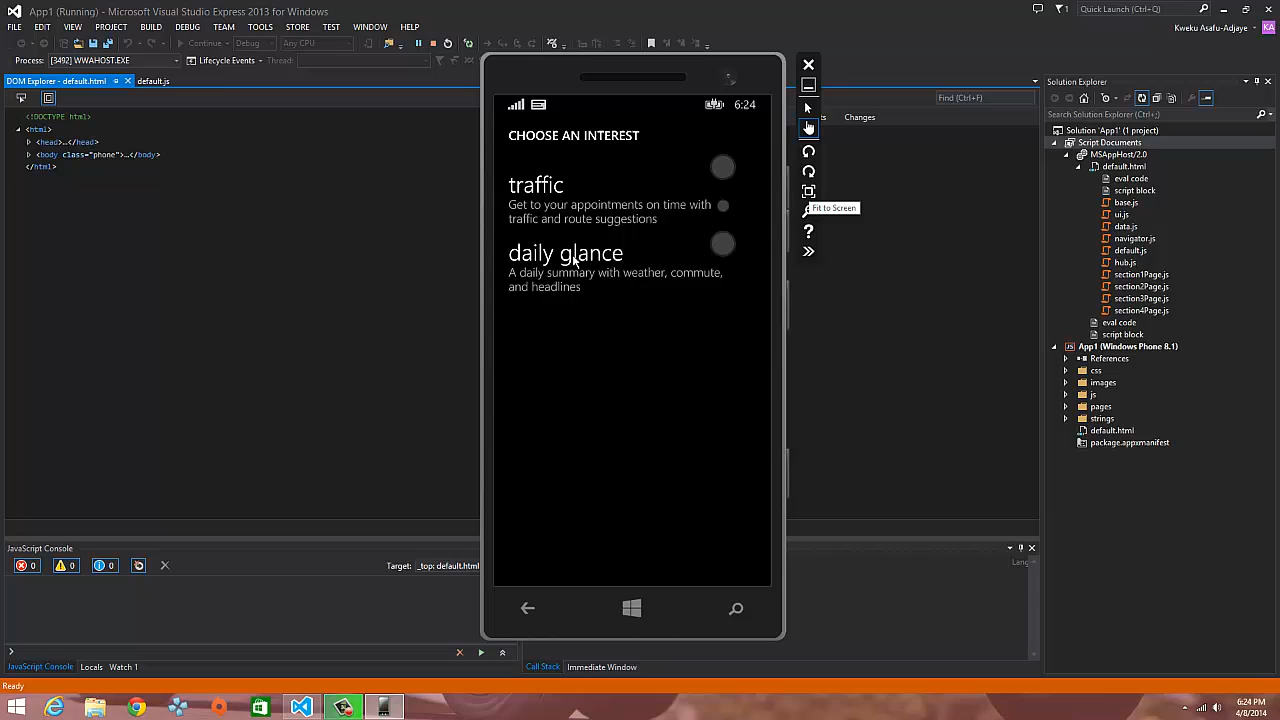 App1 (Running) - Microsoft Visual Studio Express 2013 for Windows
Quick Launch (Ctrl+Q)
FILE EDIT VIEW PROJECT BUILD DEBUG TEAM TOOLS STORE TEST WINDOW HELP
Kweku Asafu-Adjaye KA
Continue Debug Any CPU
Process: [3492] WWAHOST.EXE Lifecycle Events Thread:
DOM Explorer - default.html default.js
Find (Ctrl+F)
Changes
<!DOCTYPE html>
<html>
<head>…</head>
<body class="phone">…</body>
</html>
6:24
CHOOSE AN INTEREST
traffic
Get to your appointments on time with
traffic and route suggestions
daily glance
A daily summary with weather, commute,
and headlines
Fit to Screen
?
Solution Explorer
Search Solution Explorer (Ctrl+;)
Solution 'App1' (1 project)
Script Documents
MSAppHost/2.0
default.html
eval code
script block
base.js
ui.js
data.js
navigator.js
default.js
hub.js
section1Page.js
section2Page.js
section3Page.js
section4Page.js
eval code
script block
App1 (Windows Phone 8.1)
References
css
images
js
pages
strings
default.html
package.appxmanifest
JavaScript Console
0 0 0
Target: _top: default.html
Lang
JavaScript Console Locals Watch 1
Call Stack Immediate Window
Ready
6:24 PM
4/8/2014